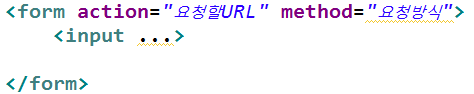 <form action="요청할URL" method="요청방식">
<input ...>
</form>